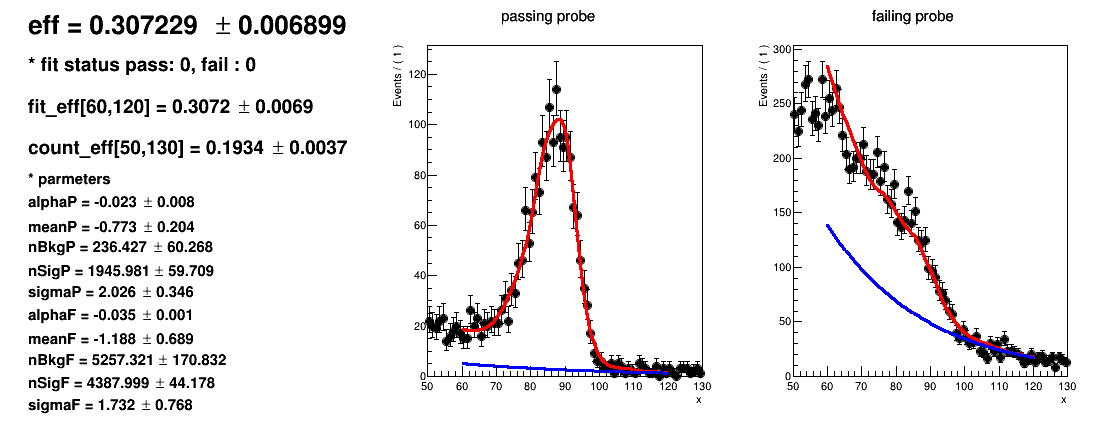 eff = 0.307229 ± 0.006899
* fit status pass: 0, fail : 0
fit_eff[60,120] = 0.3072 ± 0.0069
count_eff[50,130] = 0.1934 ± 0.0037
* parmeters
alphaP = -0.023 ± 0.008
meanP = -0.773 ± 0.204
nBkgP = 236.427 ± 60.268
nSigP = 1945.981 ± 59.709
sigmaP = 2.026 ± 0.346
alphaF = -0.035 ± 0.001
meanF = -1.188 ± 0.689
nBkgF = 5257.321 ± 170.832
nSigF = 4387.999 ± 44.178
sigmaF = 1.732 ± 0.768
passing probe
Events / ( 1 )
120
100
80
60
40
20
0
50 60 70 80 90 100 110 120 130
x
failing probe
Events / ( 1 )
300
250
200
150
100
50
0
50 60 70 80 90 100 110 120 130
x